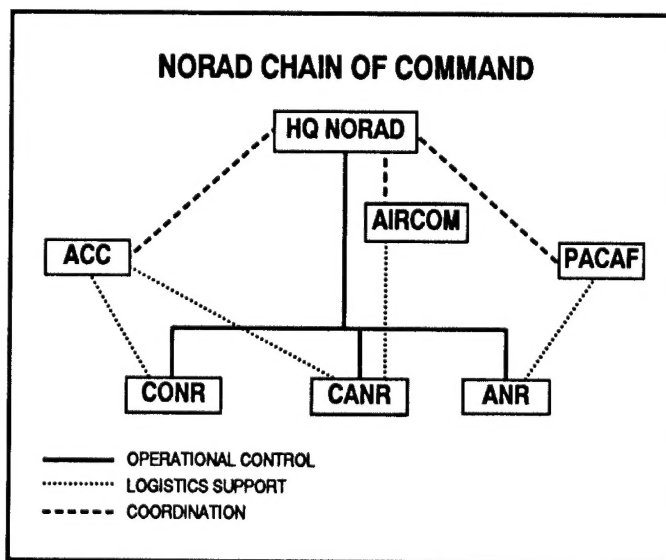 NORAD CHAIN OF COMMAND
HQ NORAD
AIRCOM
ACC
PACAF
CONR
CANR
ANR
OPERATIONAL CONTROL
LOGISTICS SUPPORT
COORDINATION